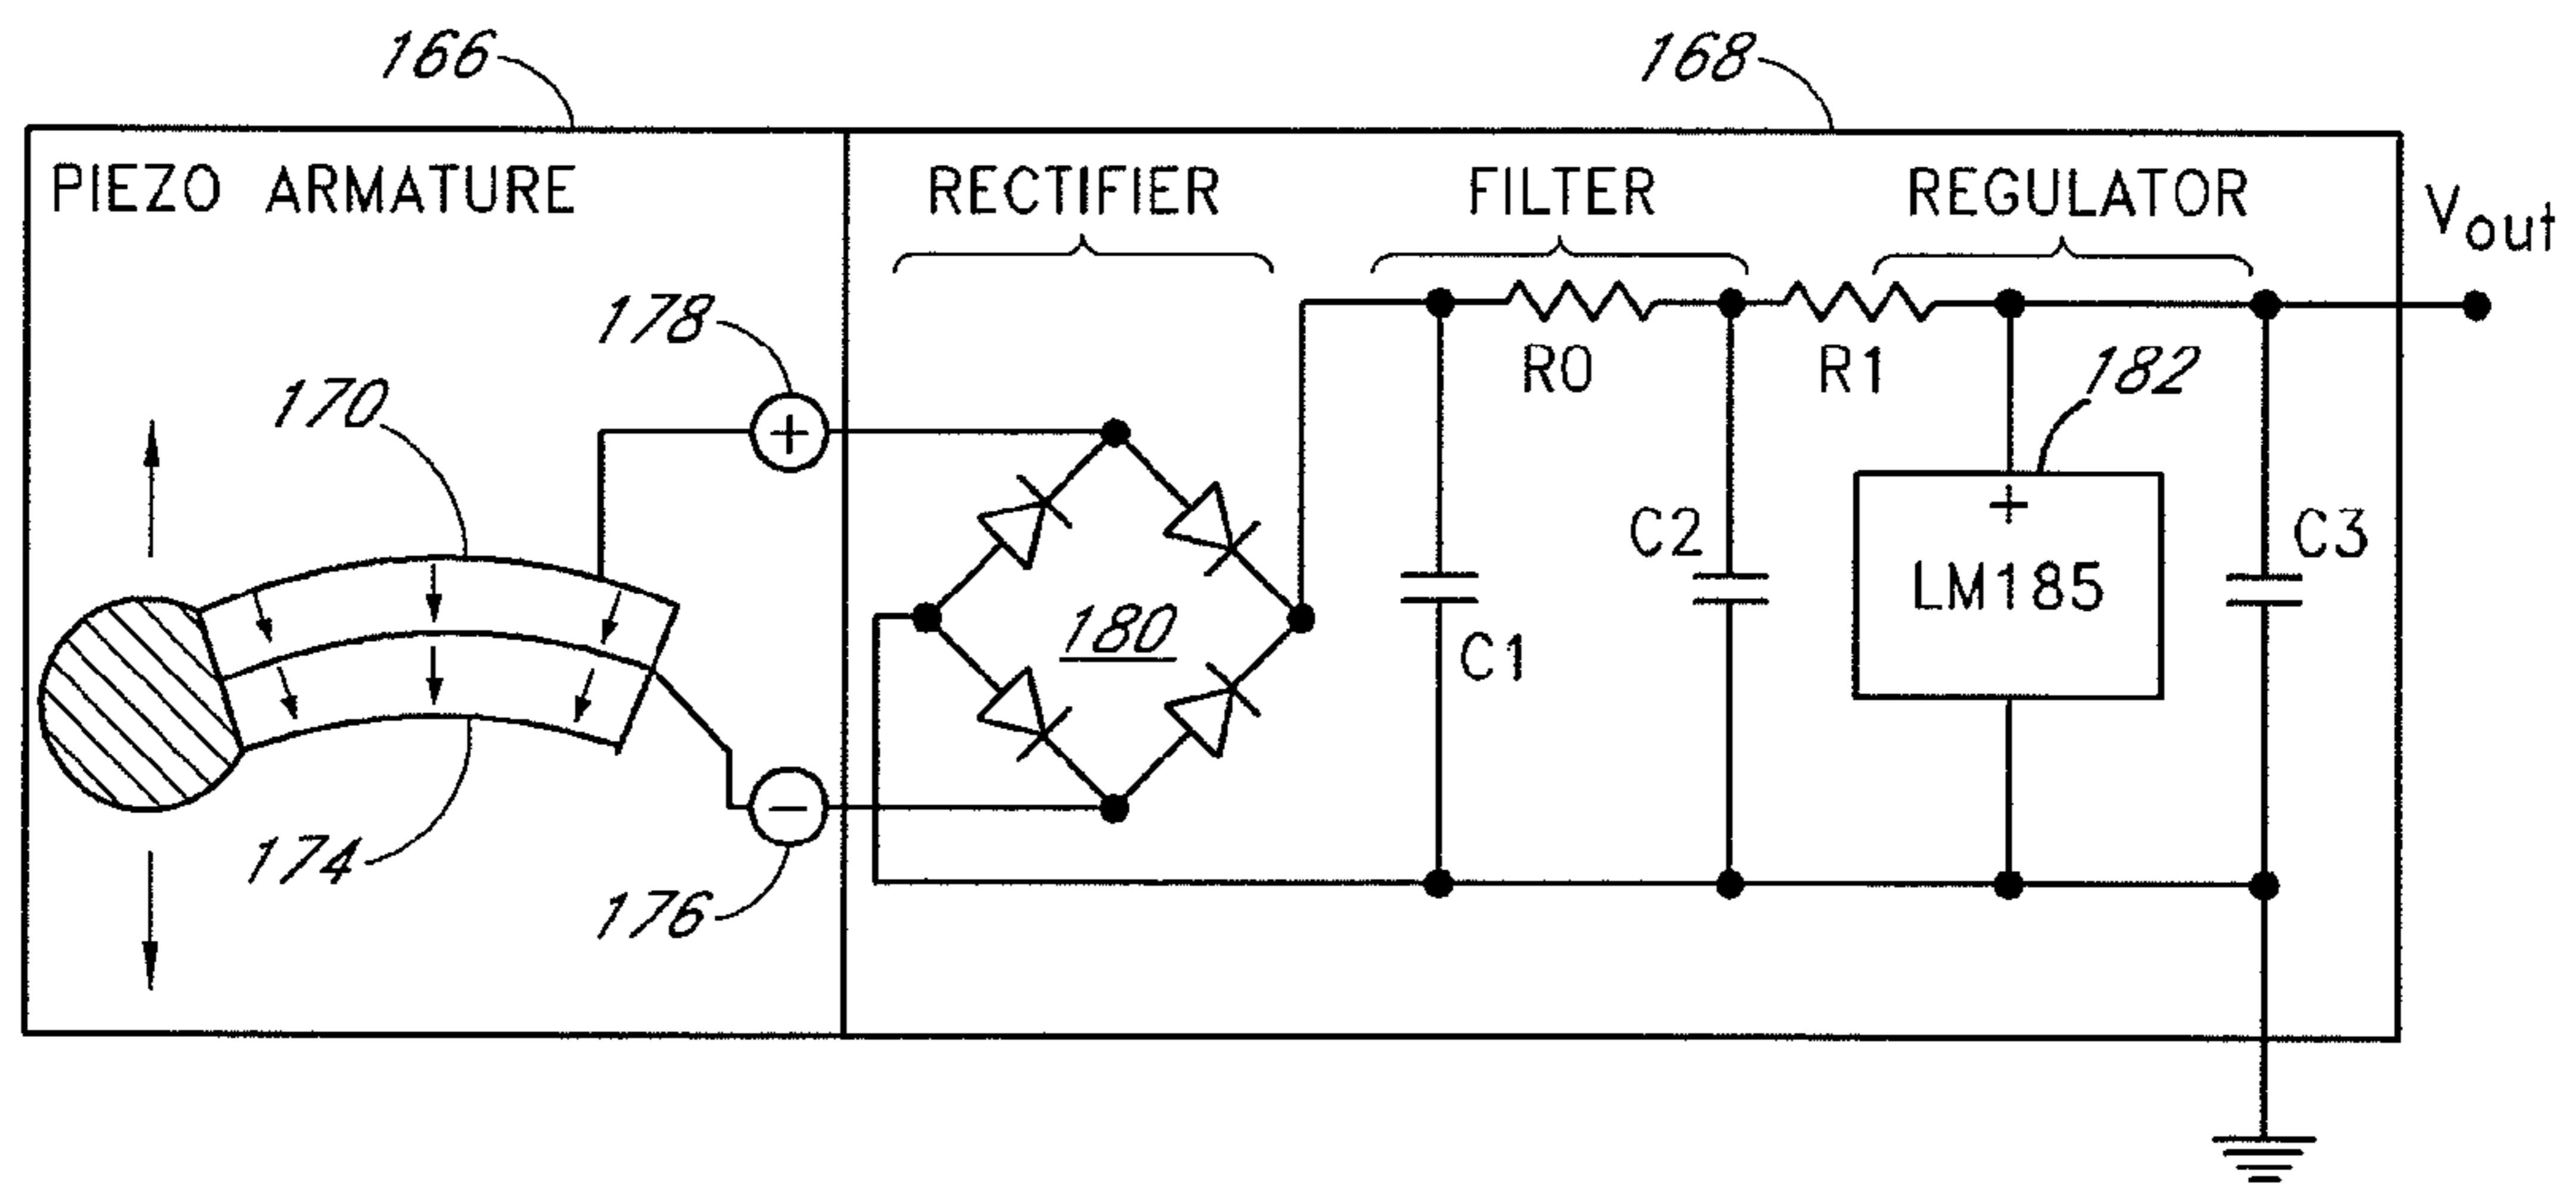 166
168
PIEZO ARMATURE
RECTIFIER
FILTER
REGULATOR
Vout
178
R0
R1
182
170
+
+
C2
C3
LM185
180
C1
−
174
176